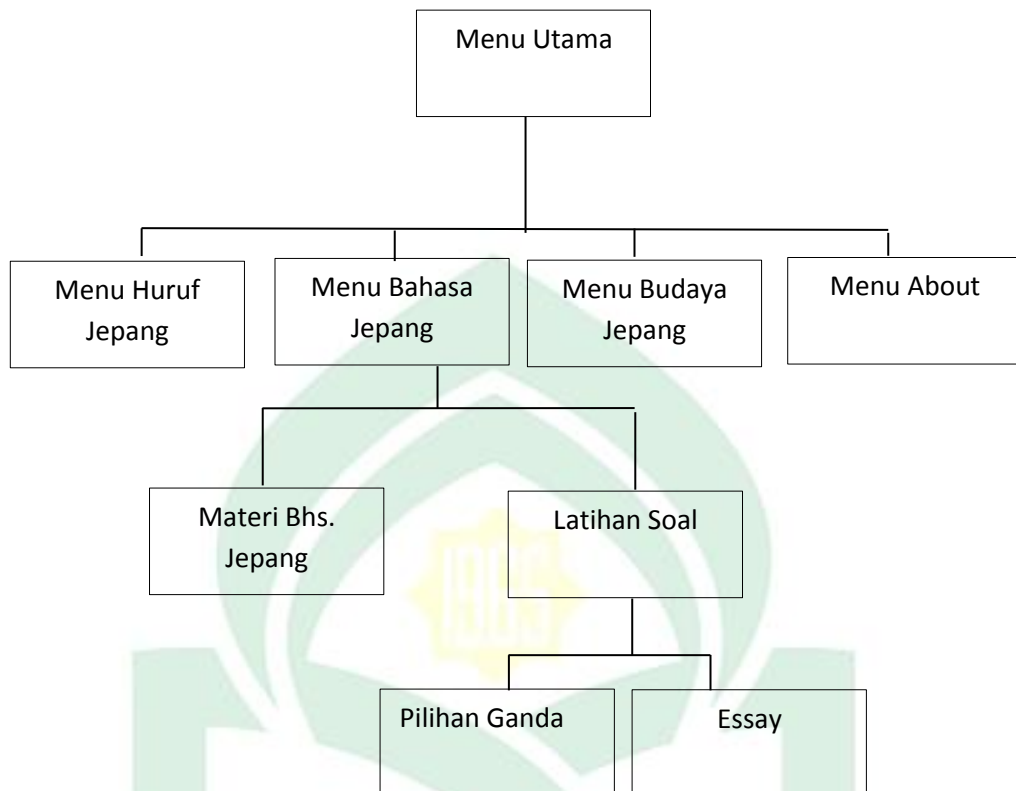 Menu Utama
Menu Huruf
Jepang
Menu Bahasa
Jepang
Menu Budaya
Jepang
Menu About
Materi Bhs.
Jepang
Latihan Soal
1985
Pilihan Ganda
Essay